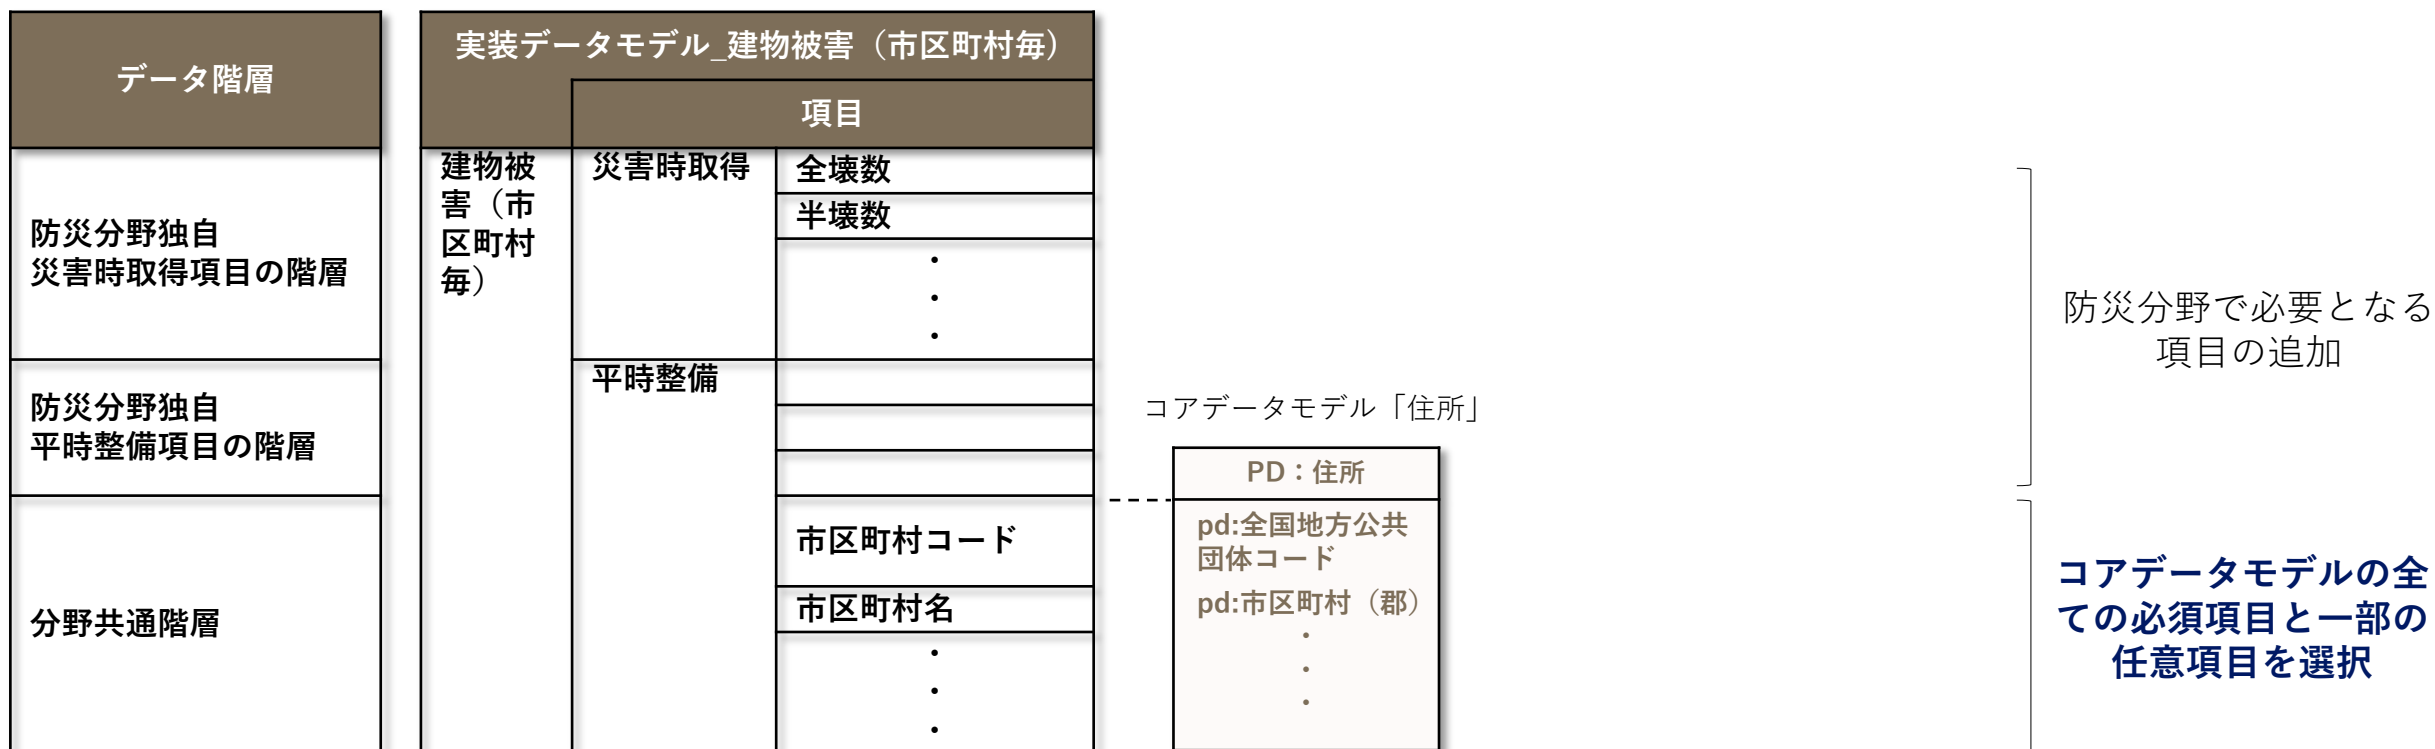 データ階層
実装データモデル_建物被害（市区町村毎）
項目
防災分野独自
災害時取得項目の階層
建物被
害（市
区町村
毎）
災害時取得
全壊数
半壊数
・
・
・
防災分野独自
平時整備項目の階層
平時整備
分野共通階層
市区町村コード
市区町村名
・
・
・
コアデータモデル「住所」
PD：住所
pd:全国地方公共
団体コード
pd:市区町村（郡）
・
・
・
防災分野で必要となる
項目の追加
コアデータモデルの全
ての必須項目と一部の
任意項目を選択